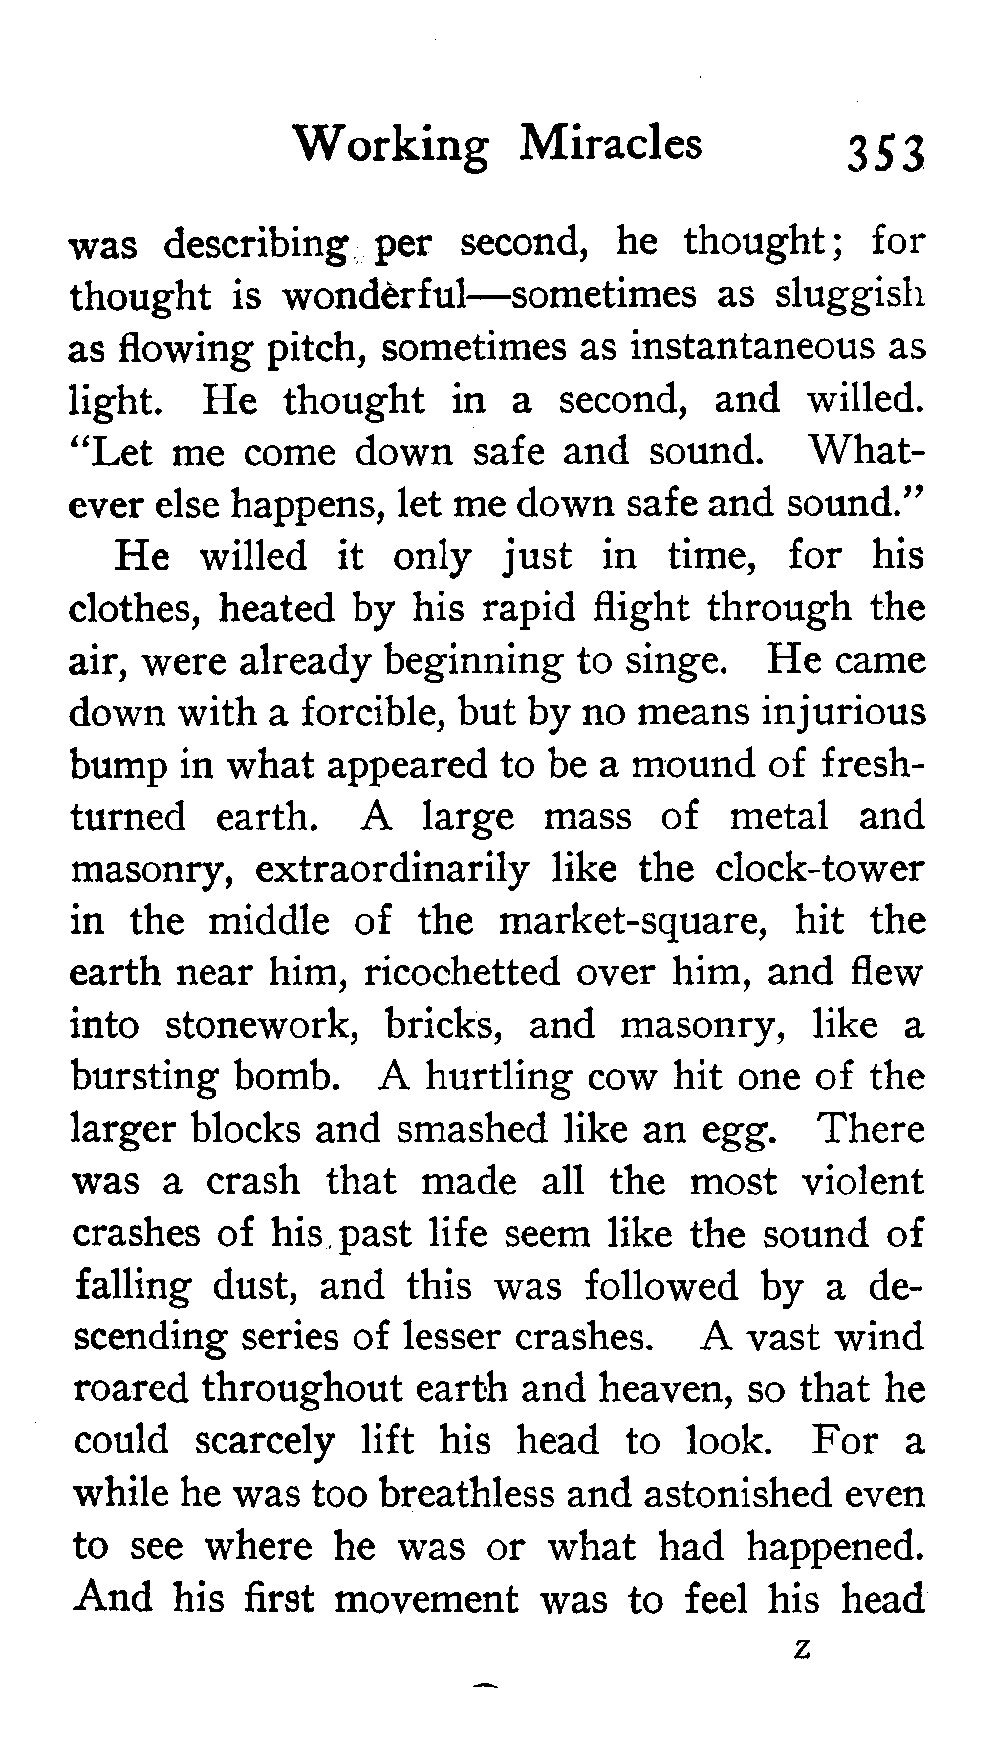 Working Miracles 353
was describing per second, he thought; for
thought is wonderful—sometimes as sluggish
as flowing pitch, sometimes as instantaneous as
light. He thought in a second, and willed.
“Let me come down safe and sound. What-
ever else happens, let me down safe and sound.”
He willed it only just in time, for his
clothes, heated by his rapid flight through the
air, were already beginning to singe. He came
down with a forcible, but by no means injurious
bump in what appeared to be a mound of fresh-
turned earth. A large mass of metal and
masonry, extraordinarily like the clock-tower
in the middle of the market-square, hit the
earth near him, ricochetted over him, and flew
into stonework, bricks, and masonry, like a
bursting bomb. A hurtling cow hit one of the
larger blocks and smashed like an egg. There
was a crash that made all the most violent
crashes of his past life seem like the sound of
falling dust, and this was followed by a de-
scending series of lesser crashes. A vast wind
roared throughout earth and heaven, so that he
could scarcely lift his head to look. For a
while he was too breathless and astonished even
to see where he was or what had happened.
And his first movement was to feel his head
z